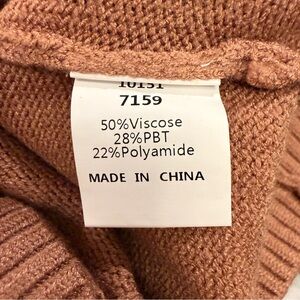 10151
7159
50%Viscose
28%PBT
22%Polyamide
MADE IN CHINA